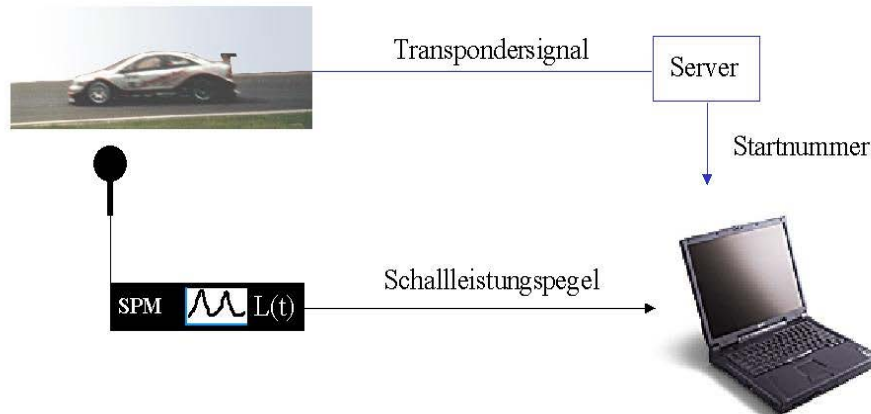 Transpondersignal
Server
Startnummer
Schallleistungspegel
SPM
L(t)